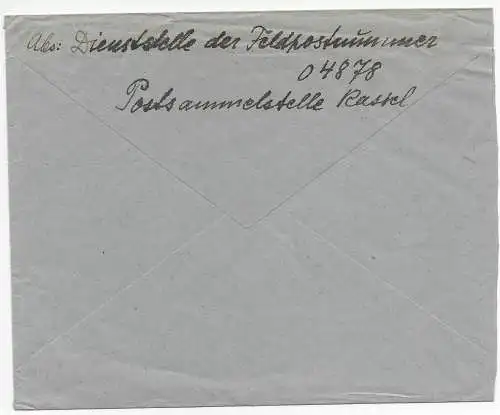 Abs: Dienststelle der Feldpostnummer
04878
Postsammelstelle Kassel